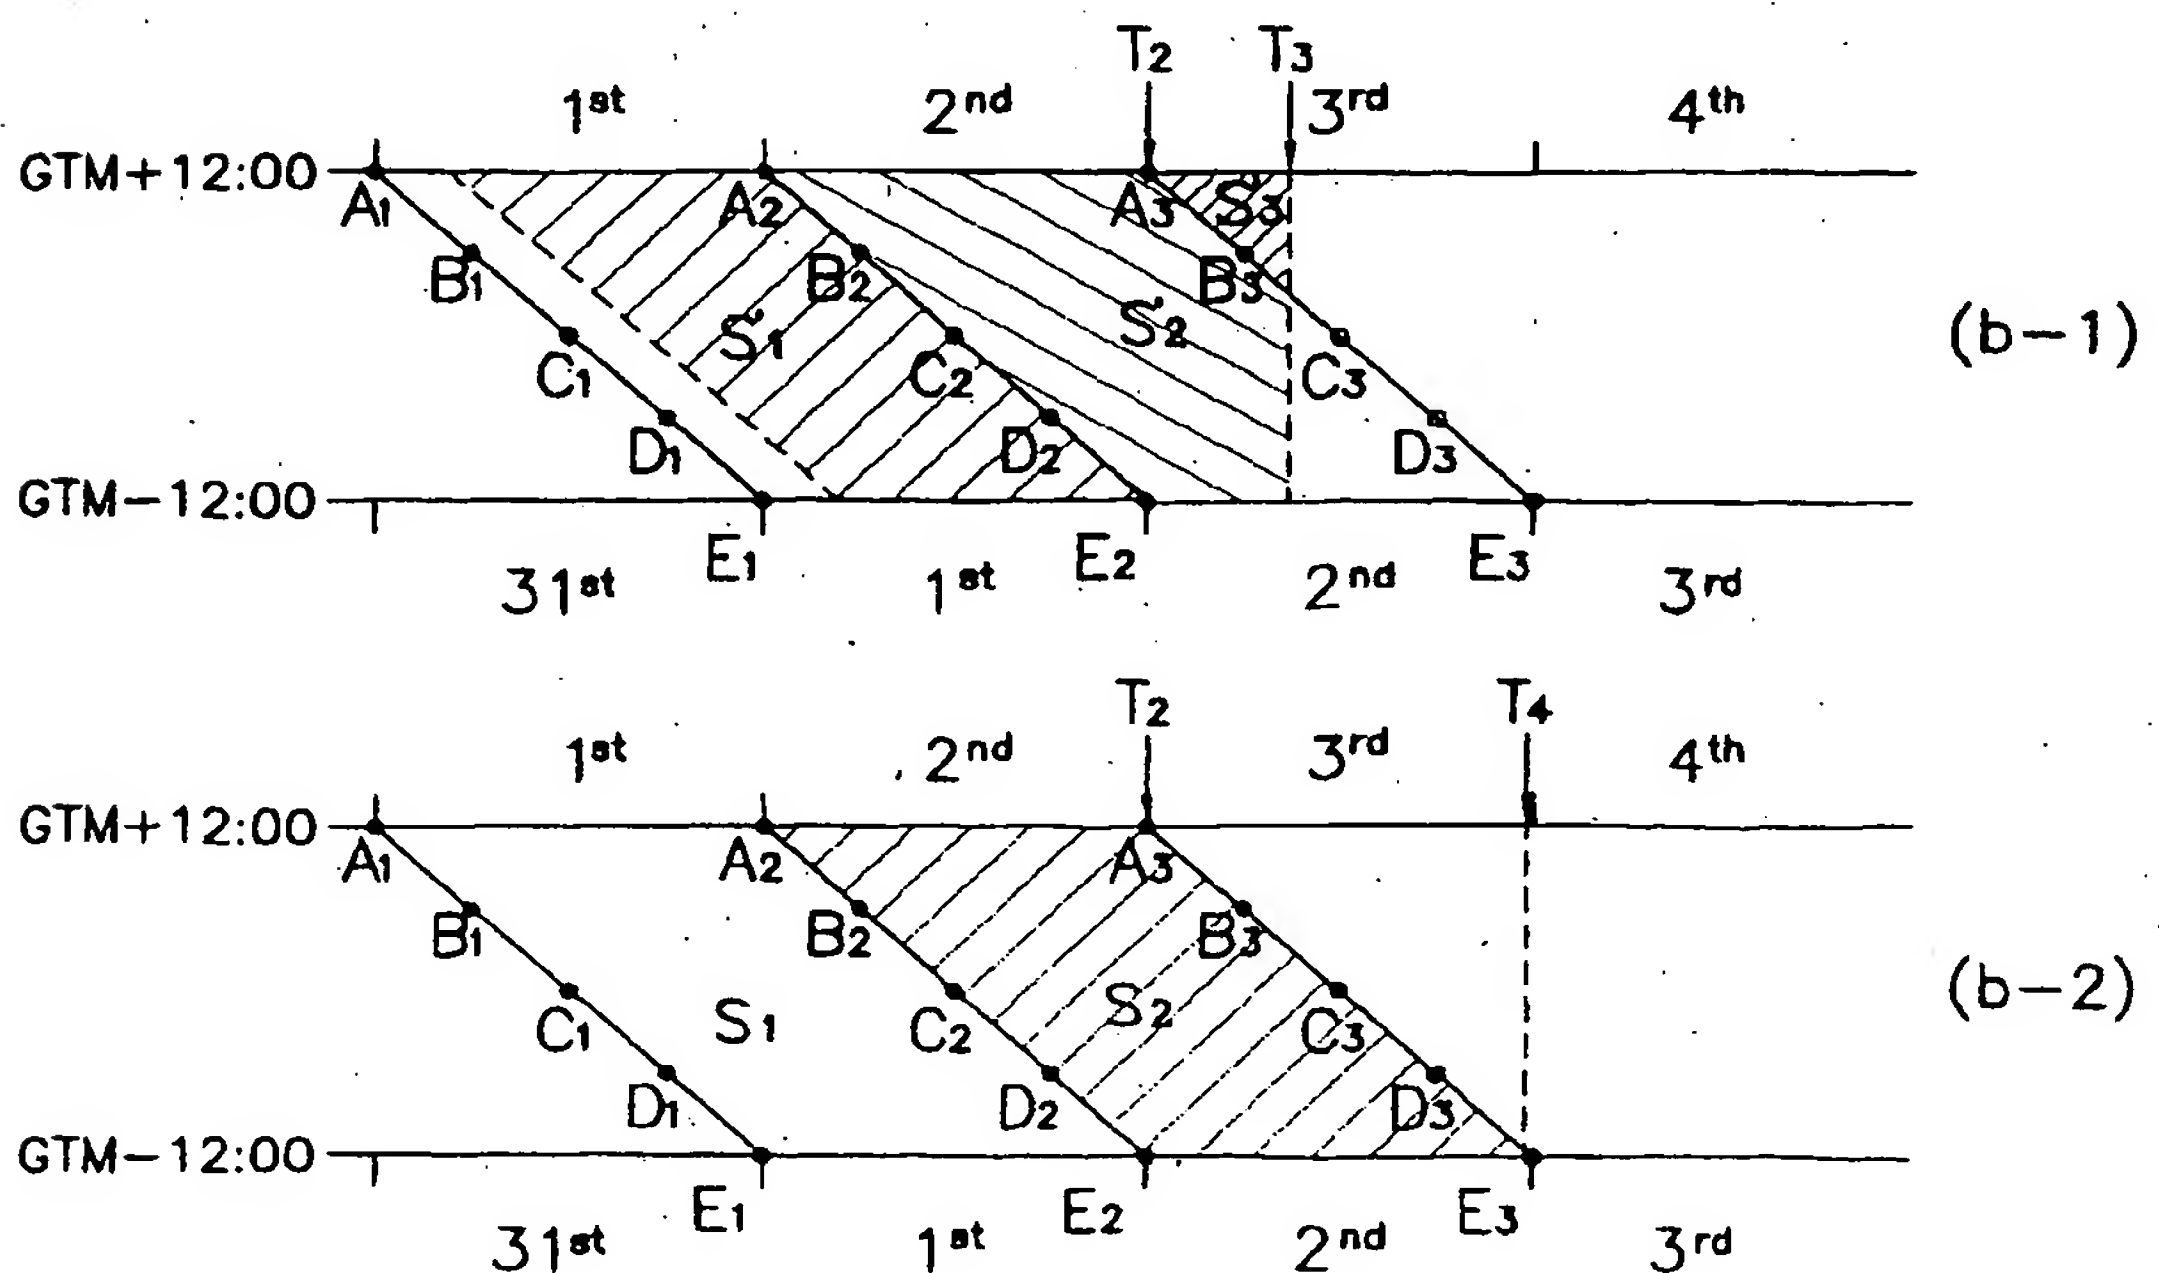 T2 T3
1st 2nd 3rd 4th
GTM+12:00
A1 A2 A3 S'3
B1 B2 B3
S'1 S'2 (b-1)
C1 C2 C3
D1 D2 D3
GTM-12:00
E1 E2 E3
31st 1st 2nd 3rd
T2 T4
1st 2nd 3rd 4th
GTM+12:00
A1 A2 A3
B1 B2 B3
S1 S2 (b-2)
C1 C2 C3
D1 D2 D3
GTM-12:00
E1 E2 E3
31st 1st 2nd 3rd